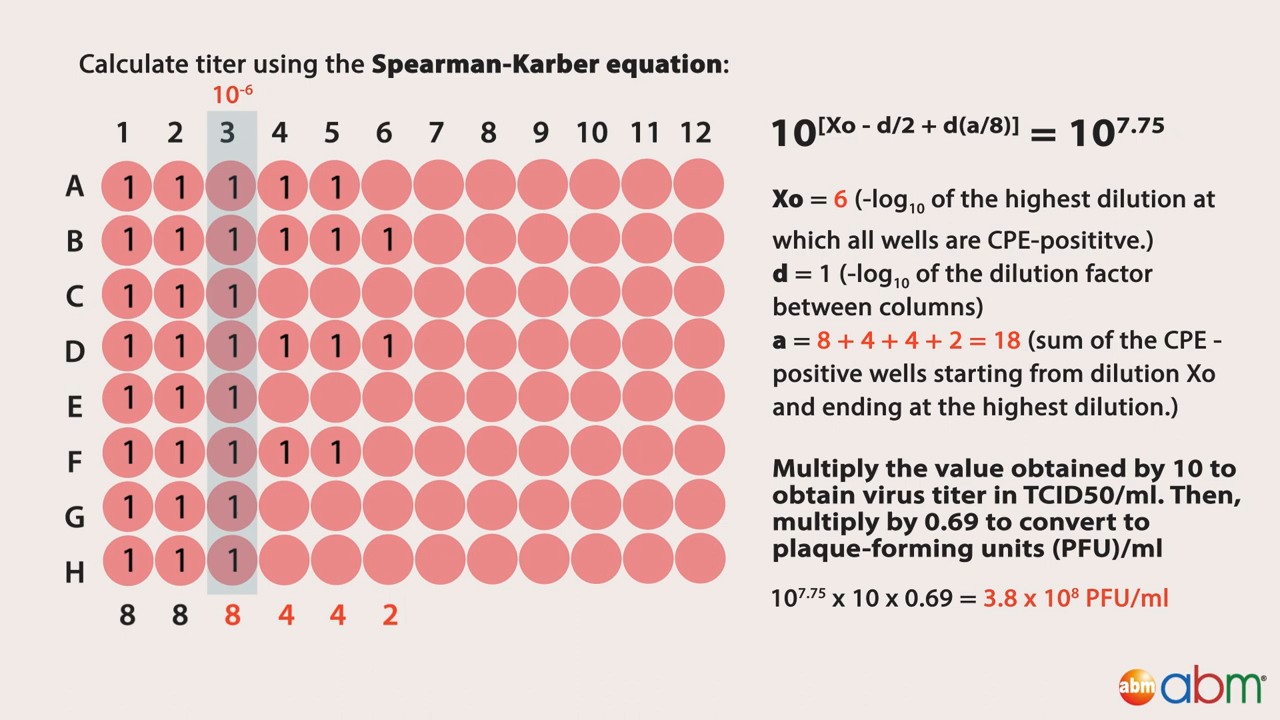 Calculate titer using the Spearman-Karber equation:
10⁻⁶
1 2 3 4 5 6 7 8 9 10 11 12
A 1 1 1 1 1
B 1 1 1 1 1 1
C 1 1 1
D 1 1 1 1 1 1
E 1 1 1
F 1 1 1 1 1
G 1 1 1
H 1 1 1
8 8 8 4 4 2
10^[Xo - d/2 + d(a/8)] = 10^7.75
Xo = 6 (-log₁₀ of the highest dilution at
which all wells are CPE-posititve.)
d = 1 (-log₁₀ of the dilution factor
between columns)
a = 8 + 4 + 4 + 2 = 18 (sum of the CPE -
positive wells starting from dilution Xo
and ending at the highest dilution.)
Multiply the value obtained by 10 to
obtain virus titer in TCID50/ml. Then,
multiply by 0.69 to convert to
plaque-forming units (PFU)/ml
10^7.75 x 10 x 0.69 = 3.8 x 10⁸ PFU/ml
abm abm®